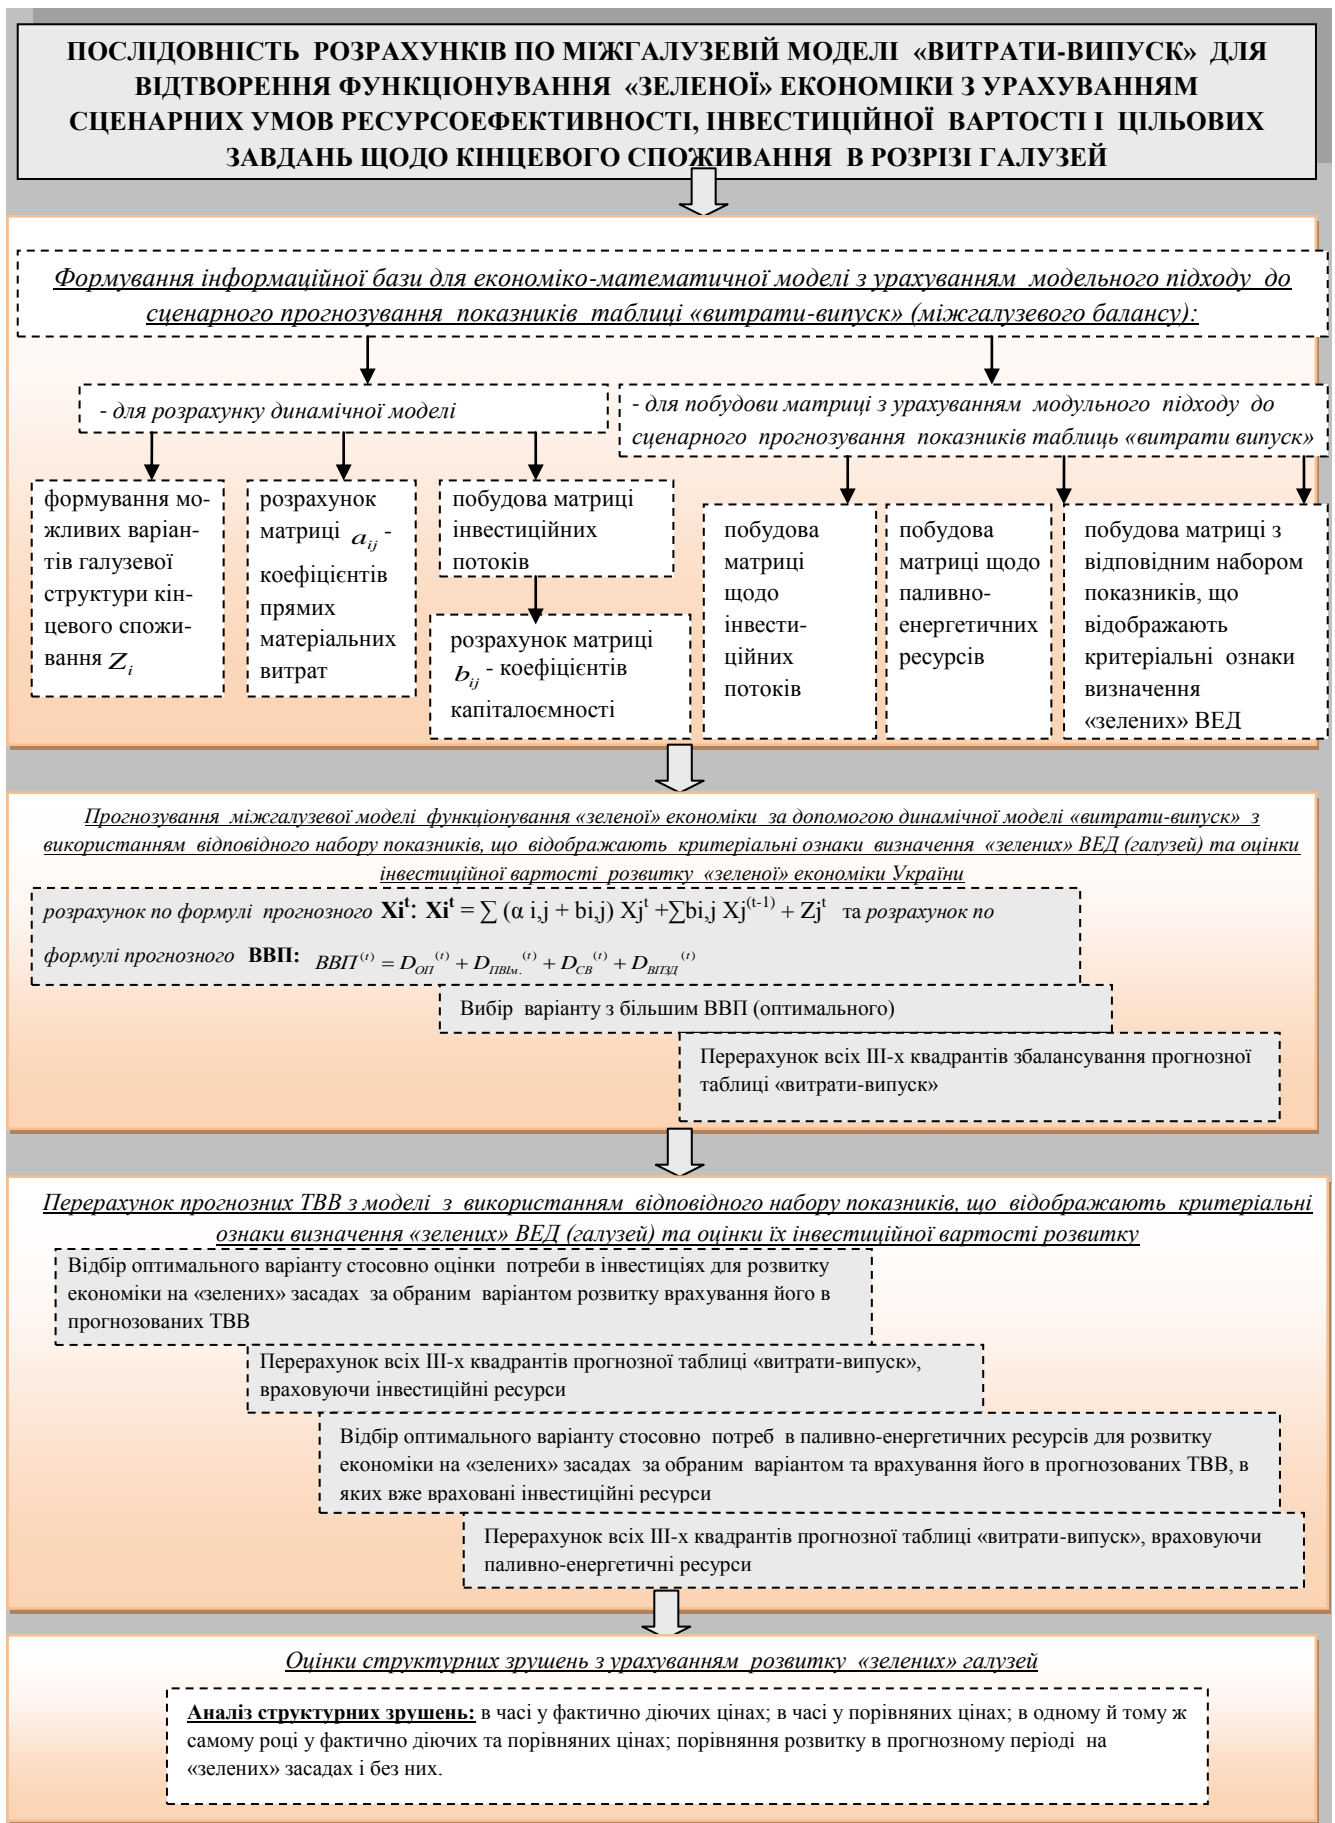 ПОСЛІДОВНІСТЬ РОЗРАХУНКІВ ПО МІЖГАЛУЗЕВІЙ МОДЕЛІ «ВИТРАТИ-ВИПУСК» ДЛЯ
ВІДТВОРЕННЯ ФУНКЦІОНУВАННЯ «ЗЕЛЕНОЇ» ЕКОНОМІКИ З УРАХУВАННЯМ
СЦЕНАРНИХ УМОВ РЕСУРСОЕФЕКТИВНОСТІ, ІНВЕСТИЦІЙНОЇ ВАРТОСТІ І ЦІЛЬОВИХ
ЗАВДАНЬ ЩОДО КІНЦЕВОГО СПОЖИВАННЯ В РОЗРІЗІ ГАЛУЗЕЙ
Формування інформаційної бази для економіко-математичної моделі з урахуванням модельного підходу до
сценарного прогнозування показників таблиці «витрати-випуск» (міжгалузевого балансу):
- для розрахунку динамічної моделі
- для побудови матриці з урахуванням модульного підходу до
сценарного прогнозування показників таблиць «витрати випуск»
формування мо-
жливих варіан-
тів галузевої
структури кін-
цевого спожи-
вання Z_i
розрахунок
матриці a_ij -
коефіцієнтів
прямих
матеріальних
витрат
побудова матриці
інвестиційних
потоків
розрахунок матриці
b_ij - коефіцієнтів
капіталоємності
побудова
матриці
щодо
інвести-
ційних
потоків
побудова
матриці щодо
паливно-
енергетичних
ресурсів
побудова матриці з
відповідним набором
показників, що
відображають
критеріальні ознаки
визначення
«зелених» ВЕД
Прогнозування міжгалузевої моделі функціонування «зеленої» економіки за допомогою динамічної моделі «витрати-випуск» з
використанням відповідного набору показників, що відображають критеріальні ознаки визначення «зелених» ВЕД (галузей) та оцінки
інвестиційної вартості розвитку «зеленої» економіки України
розрахунок по формулі прогнозного Xi^t: Xi^t = ∑ (α i,j + bi,j) Xj^t +∑bi,j Xj^(t-1) + Zj^t та розрахунок по
формулі прогнозного ВВП: ВВП^(t) = D_ОП^(t) + D_ПВІм.^(t) + D_СВ^(t) + D_ВПЗД^(t)
Вибір варіанту з більшим ВВП (оптимального)
Перерахунок всіх ІІІ-х квадрантів збалансування прогнозної
таблиці «витрати-випуск»
Перерахунок прогнозних ТВВ з моделі з використанням відповідного набору показників, що відображають критеріальні
ознаки визначення «зелених» ВЕД (галузей) та оцінки їх інвестиційної вартості розвитку
Відбір оптимального варіанту стосовно оцінки потреби в інвестиціях для розвитку
економіки на «зелених» засадах за обраним варіантом розвитку врахування його в
прогнозованих ТВВ
Перерахунок всіх ІІІ-х квадрантів прогнозної таблиці «витрати-випуск»,
враховуючи інвестиційні ресурси
Відбір оптимального варіанту стосовно потреб в паливно-енергетичних ресурсів для розвитку
економіки на «зелених» засадах за обраним варіантом та врахування його в прогнозованих ТВВ, в
яких вже враховані інвестиційні ресурси
Перерахунок всіх ІІІ-х квадрантів прогнозної таблиці «витрати-випуск», враховуючи
паливно-енергетичні ресурси
Оцінки структурних зрушень з урахуванням розвитку «зелених» галузей
Аналіз структурних зрушень: в часі у фактично діючих цінах; в часі у порівняних цінах; в одному й тому ж
самому році у фактично діючих та порівняних цінах; порівняння розвитку в прогнозному періоді на
«зелених» засадах і без них.